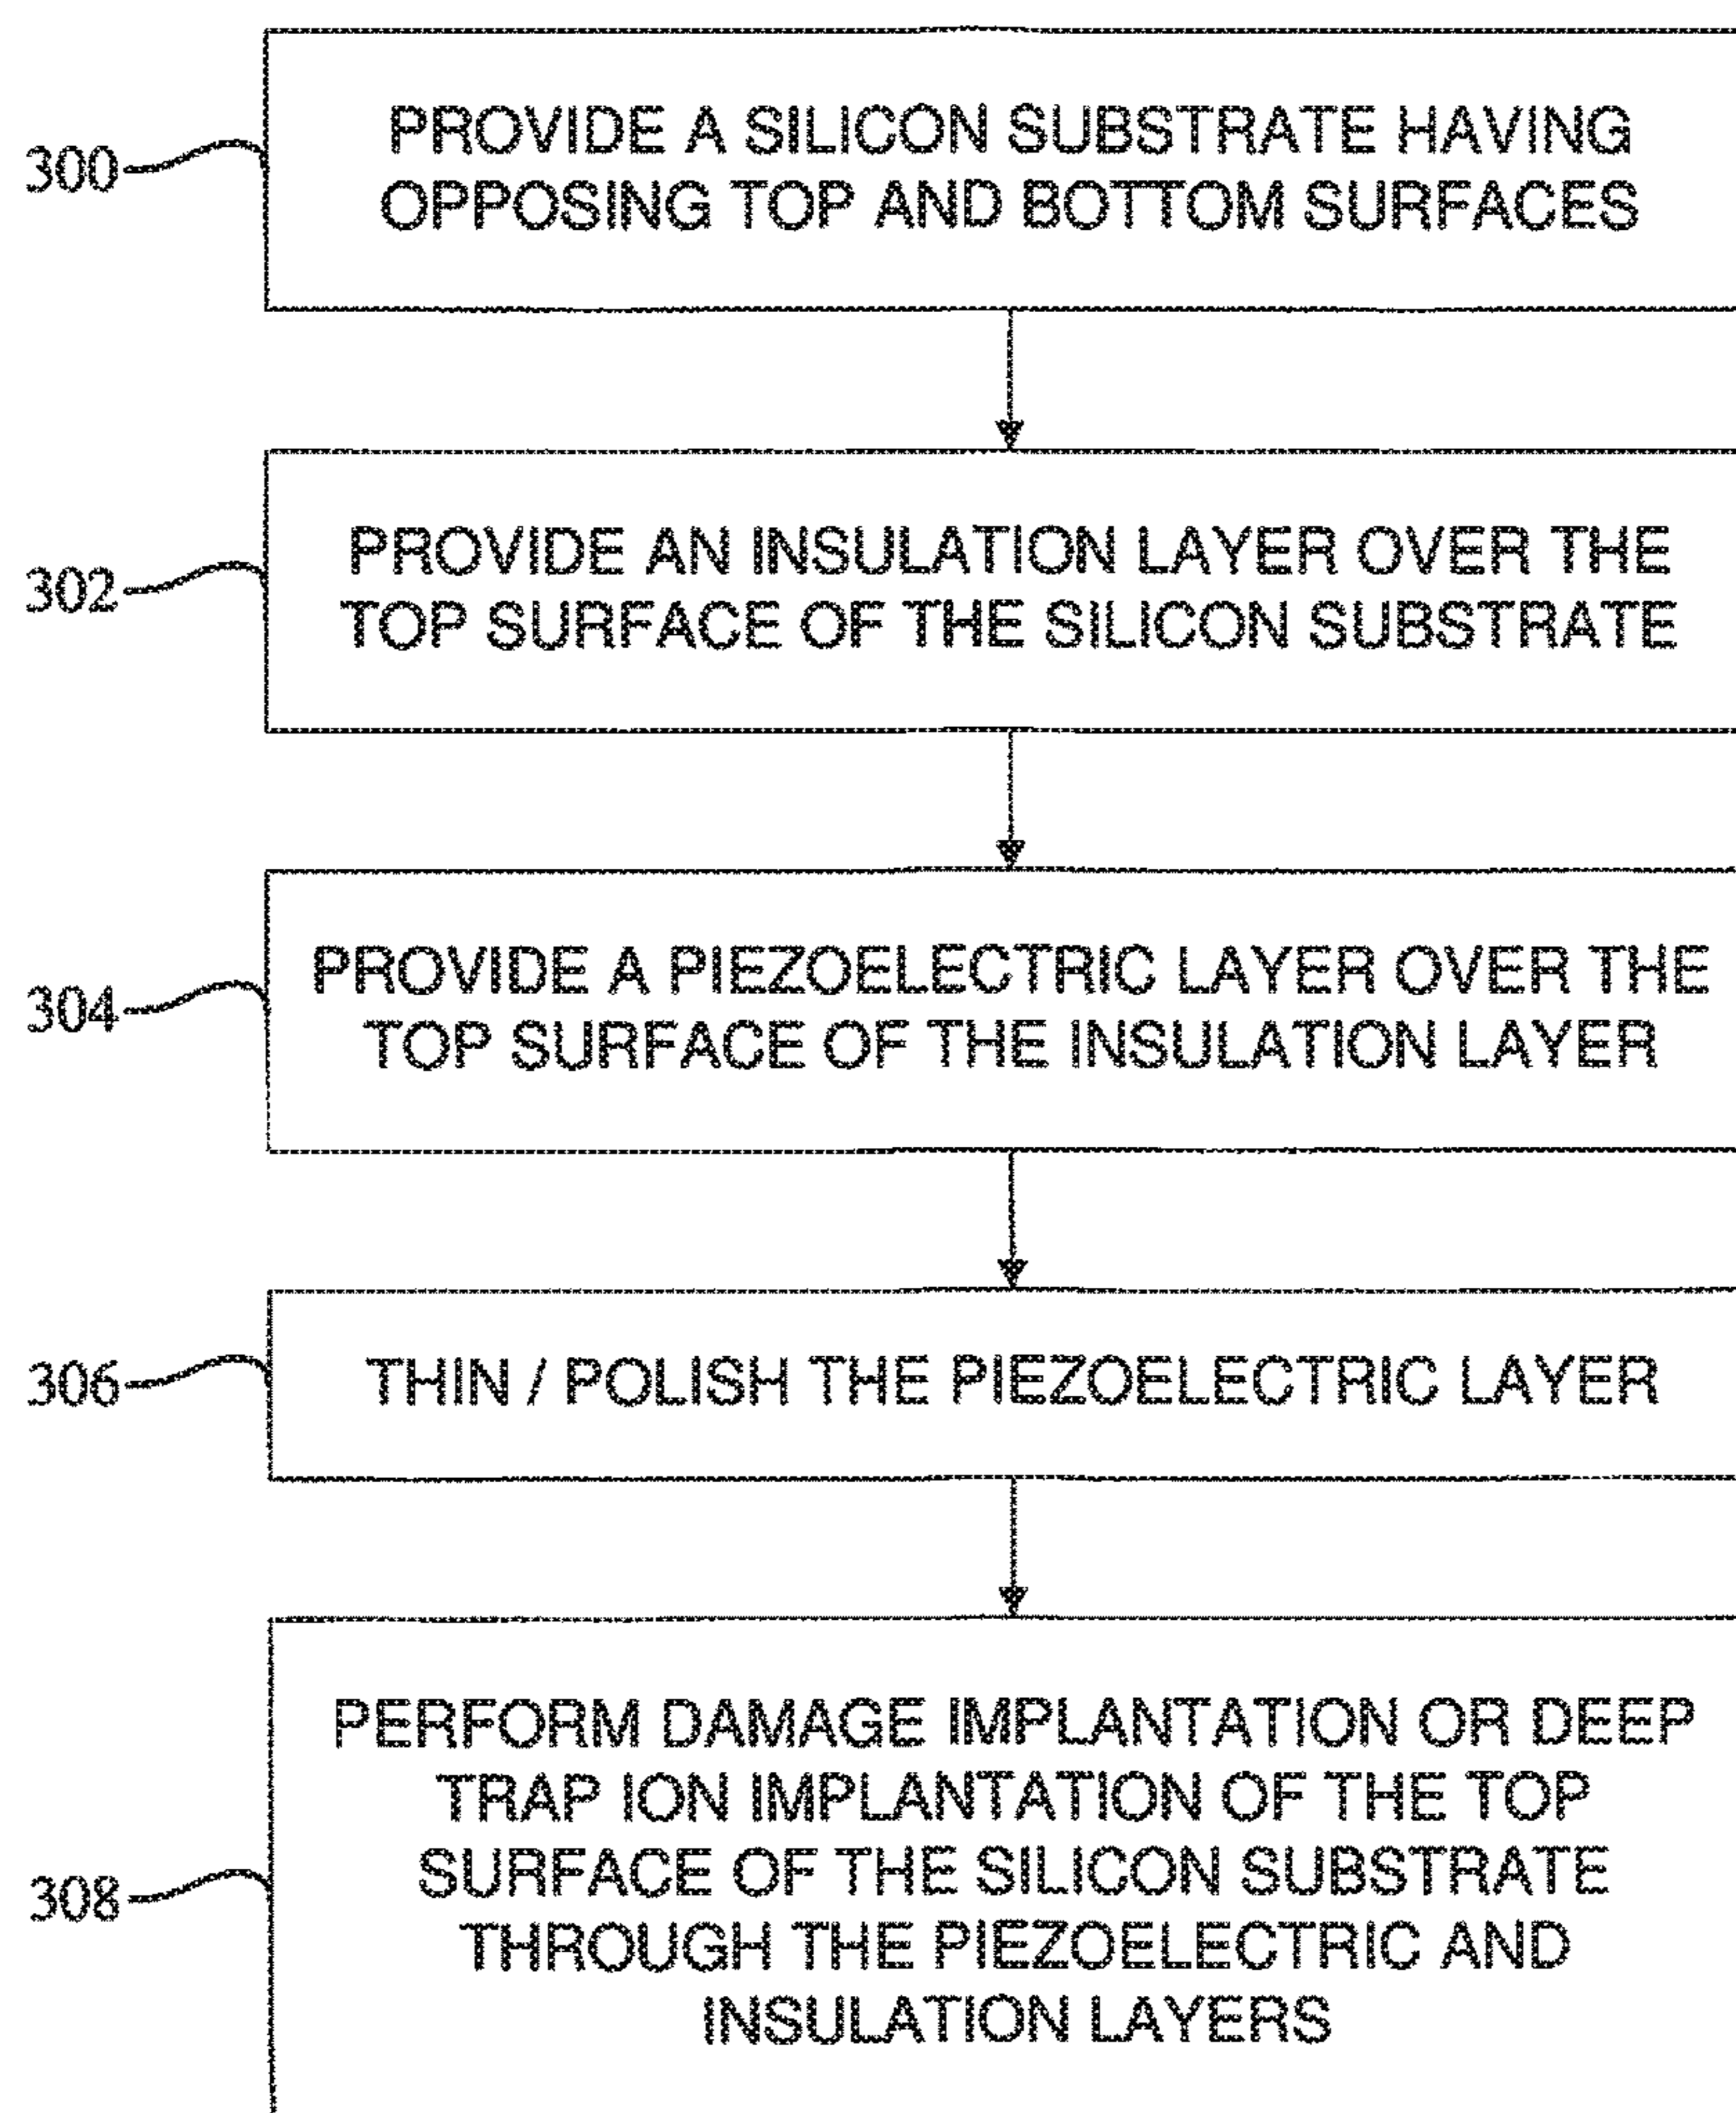 300
PROVIDE A SILICON SUBSTRATE HAVING
OPPOSING TOP AND BOTTOM SURFACES
302
PROVIDE AN INSULATION LAYER OVER THE
TOP SURFACE OF THE SILICON SUBSTRATE
304
PROVIDE A PIEZOELECTRIC LAYER OVER THE
TOP SURFACE OF THE INSULATION LAYER
306
THIN / POLISH THE PIEZOELECTRIC LAYER
308
PERFORM DAMAGE IMPLANTATION OR DEEP
TRAP ION IMPLANTATION OF THE TOP
SURFACE OF THE SILICON SUBSTRATE
THROUGH THE PIEZOELECTRIC AND
INSULATION LAYERS